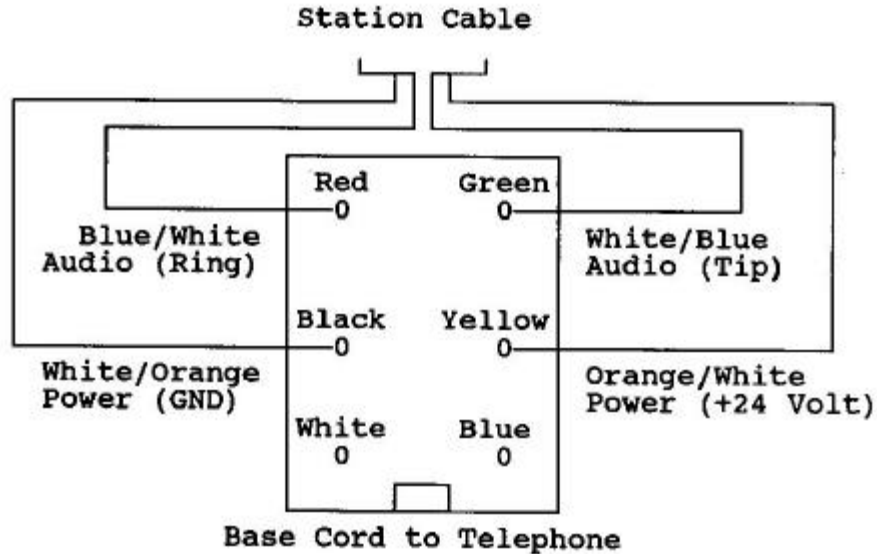 Station Cable
Red Green
Blue/White
Audio (Ring)
White/Blue
Audio (Tip)
Black Yellow
White/Orange
Power (GND)
Orange/White
Power (+24 Volt)
White Blue
Base Cord to Telephone